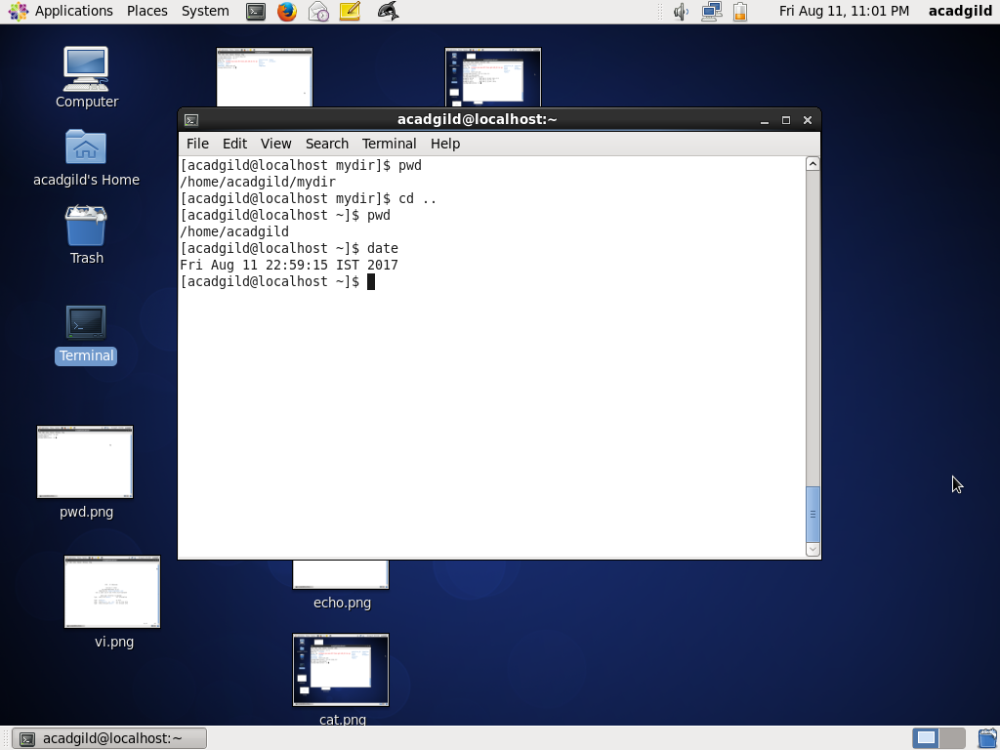 Applications Places System Fri Aug 11, 11:01 PM acadgild
Computer
acadgild's Home
Trash
Terminal
pwd.png
vi.png
acadgild@localhost:~
File Edit View Search Terminal Help
[acadgild@localhost mydir]$ pwd
/home/acadgild/mydir
[acadgild@localhost mydir]$ cd ..
[acadgild@localhost ~]$ pwd
/home/acadgild
[acadgild@localhost ~]$ date
Fri Aug 11 22:59:15 IST 2017
[acadgild@localhost ~]$
echo.png
cat.png
acadgild@localhost:~